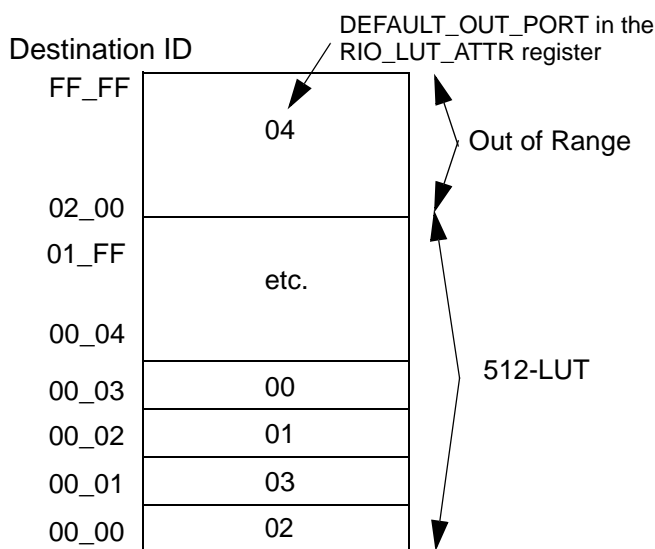 DEFAULT_OUT_PORT in the
RIO_LUT_ATTR register
Destination ID
FF_FF
04
Out of Range
02_00
01_FF
etc.
00_04
512-LUT
00_03
00
00_02
01
00_01
03
00_00
02